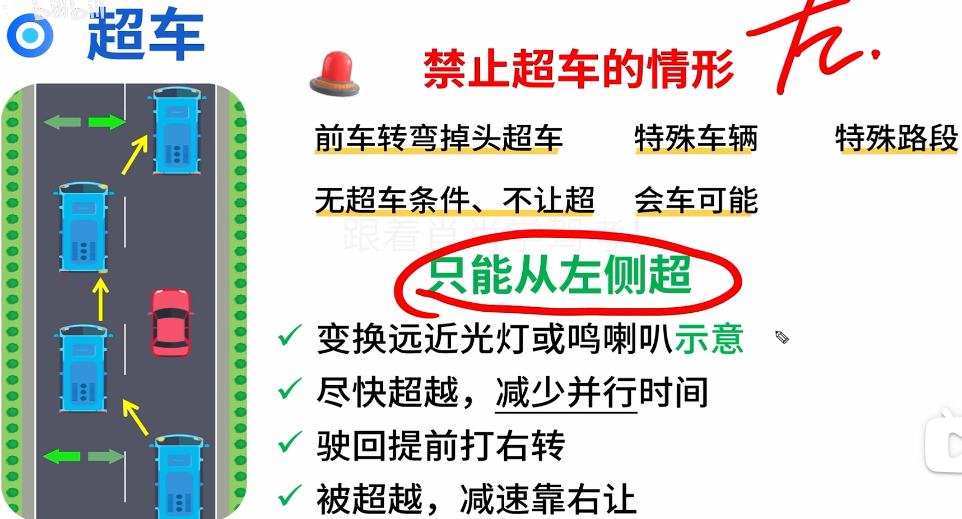 超车
左.
禁止超车的情形
前车转弯掉头超车 特殊车辆 特殊路段
无超车条件、不让超 会车可能
只能从左侧超
变换远近光灯或鸣喇叭示意
尽快超越，减少并行时间
驶回提前打右转
被超越，减速靠右让